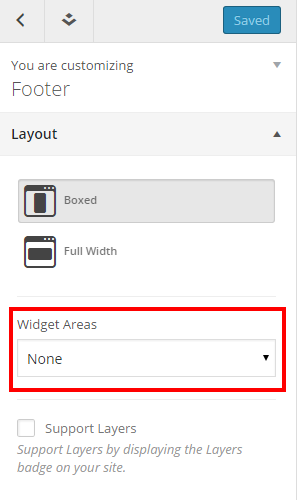 Saved
You are customizing
Footer
Layout
Boxed
Full Width
Widget Areas
None
Support Layers
Support Layers by displaying the Layers
badge on your site.